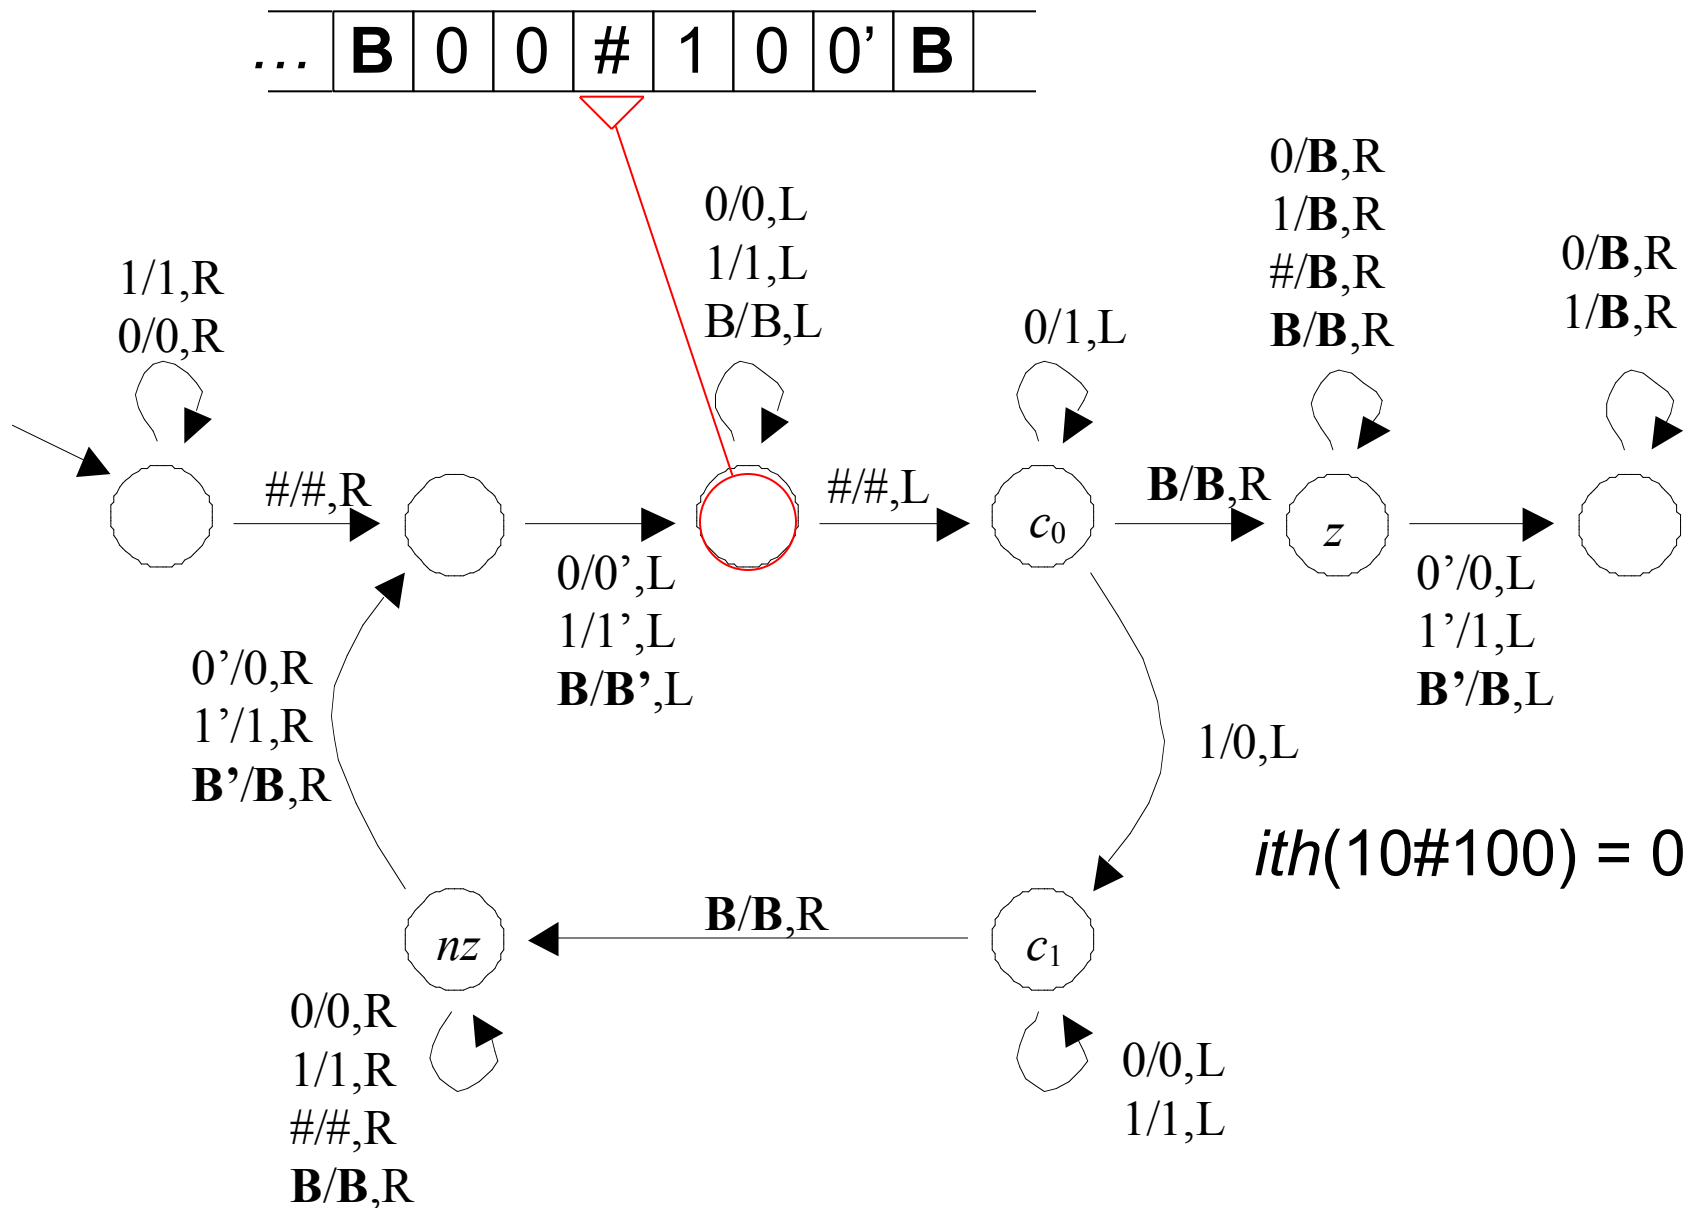 ... B 0 0 # 1 0 0' B
0/B,R
1/B,R
#/B,R
B/B,R
0/0,L
1/1,L
B/B,L
0/B,R
1/B,R
1/1,R
0/0,R
0/1,L
#/#,R
#/#,L
B/B,R
c0
z
0/0’,L
1/1’,L
B/B’,L
0’/0,L
1’/1,L
B’/B,L
0’/0,R
1’/1,R
B’/B,R
1/0,L
ith(10#100) = 0
B/B,R
nz
c1
0/0,R
1/1,R
#/#,R
B/B,R
0/0,L
1/1,L